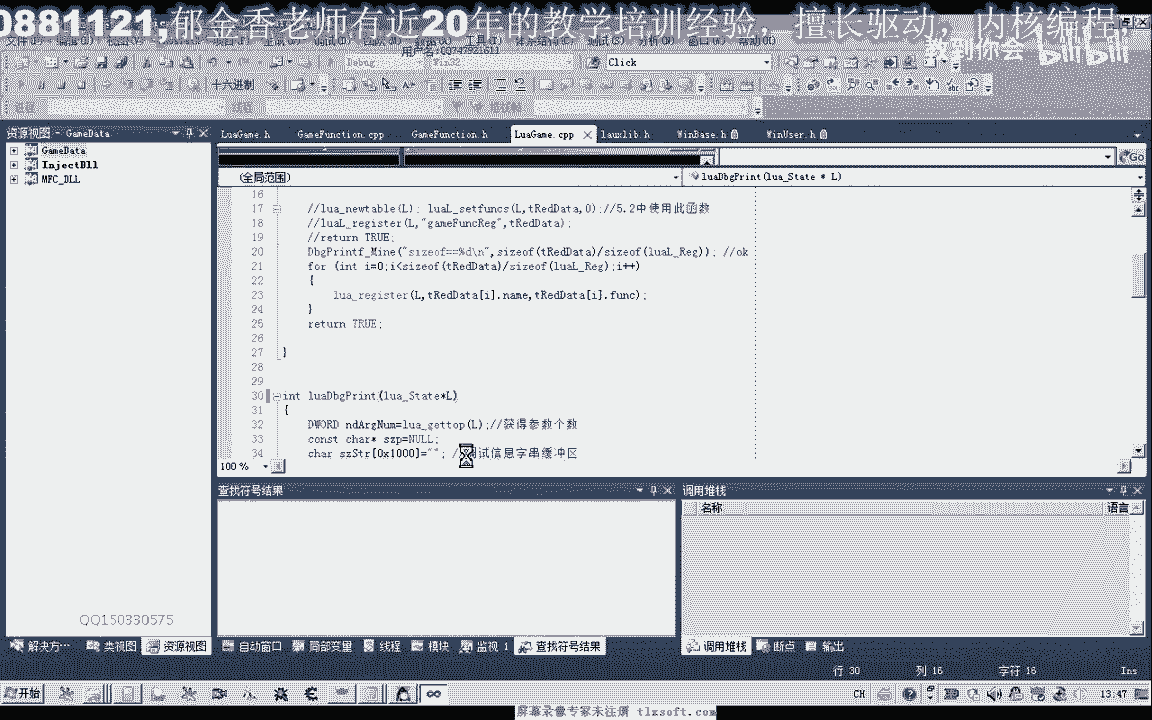 0881121,郁金香老师有近20年的教学培训经验，擅长驱动，内核编程，
教到你会 bilibili
Debug Win32 Click
十六进制
资源视图 - GameData
LuaGame.h GameFunction.cpp GameFunction.h LuaGame.cpp lauxlib.h WinBase.h WinUser.h
GameData
InjectDll
MFC_DLL
Go
(全局范围) luaDbgPrint(lua_State * L)
16
17 //lua_newtable(L); luaL_setfuncs(L,tRedData,0);//5.2中使用此函数
18 //luaL_register(L,"gameFuncReg",tRedData);
19 //return TRUE;
20 DbgPrintf_Mine("sizeof==%d\n",sizeof(tRedData)/sizeof(luaL_Reg)); //ok
21 for (int i=0;i<sizeof(tRedData)/sizeof(luaL_Reg);i++)
22 {
23 lua_register(L,tRedData[i].name,tRedData[i].func);
24 }
25 return TRUE;
26
27 }
28
29
30 int luaDbgPrint(lua_State*L)
31 {
32 DWORD ndArgNum=lua_gettop(L);//获得参数个数
33 const char* szp=NULL;
34 char szStr[0x1000]=""; 试信息字串缓冲区
100 %
查找符号结果 调用堆栈
名称 语言
QQ150330575
解决方… 类视图 资源视图 自动窗口 局部变量 线程 模块 监视 1 查找符号结果 调用堆栈 断点 输出
行 30 列 16 字符 16 Ins
开始 CH 13:47
屏幕录像专家未注册 tlxsoft.com